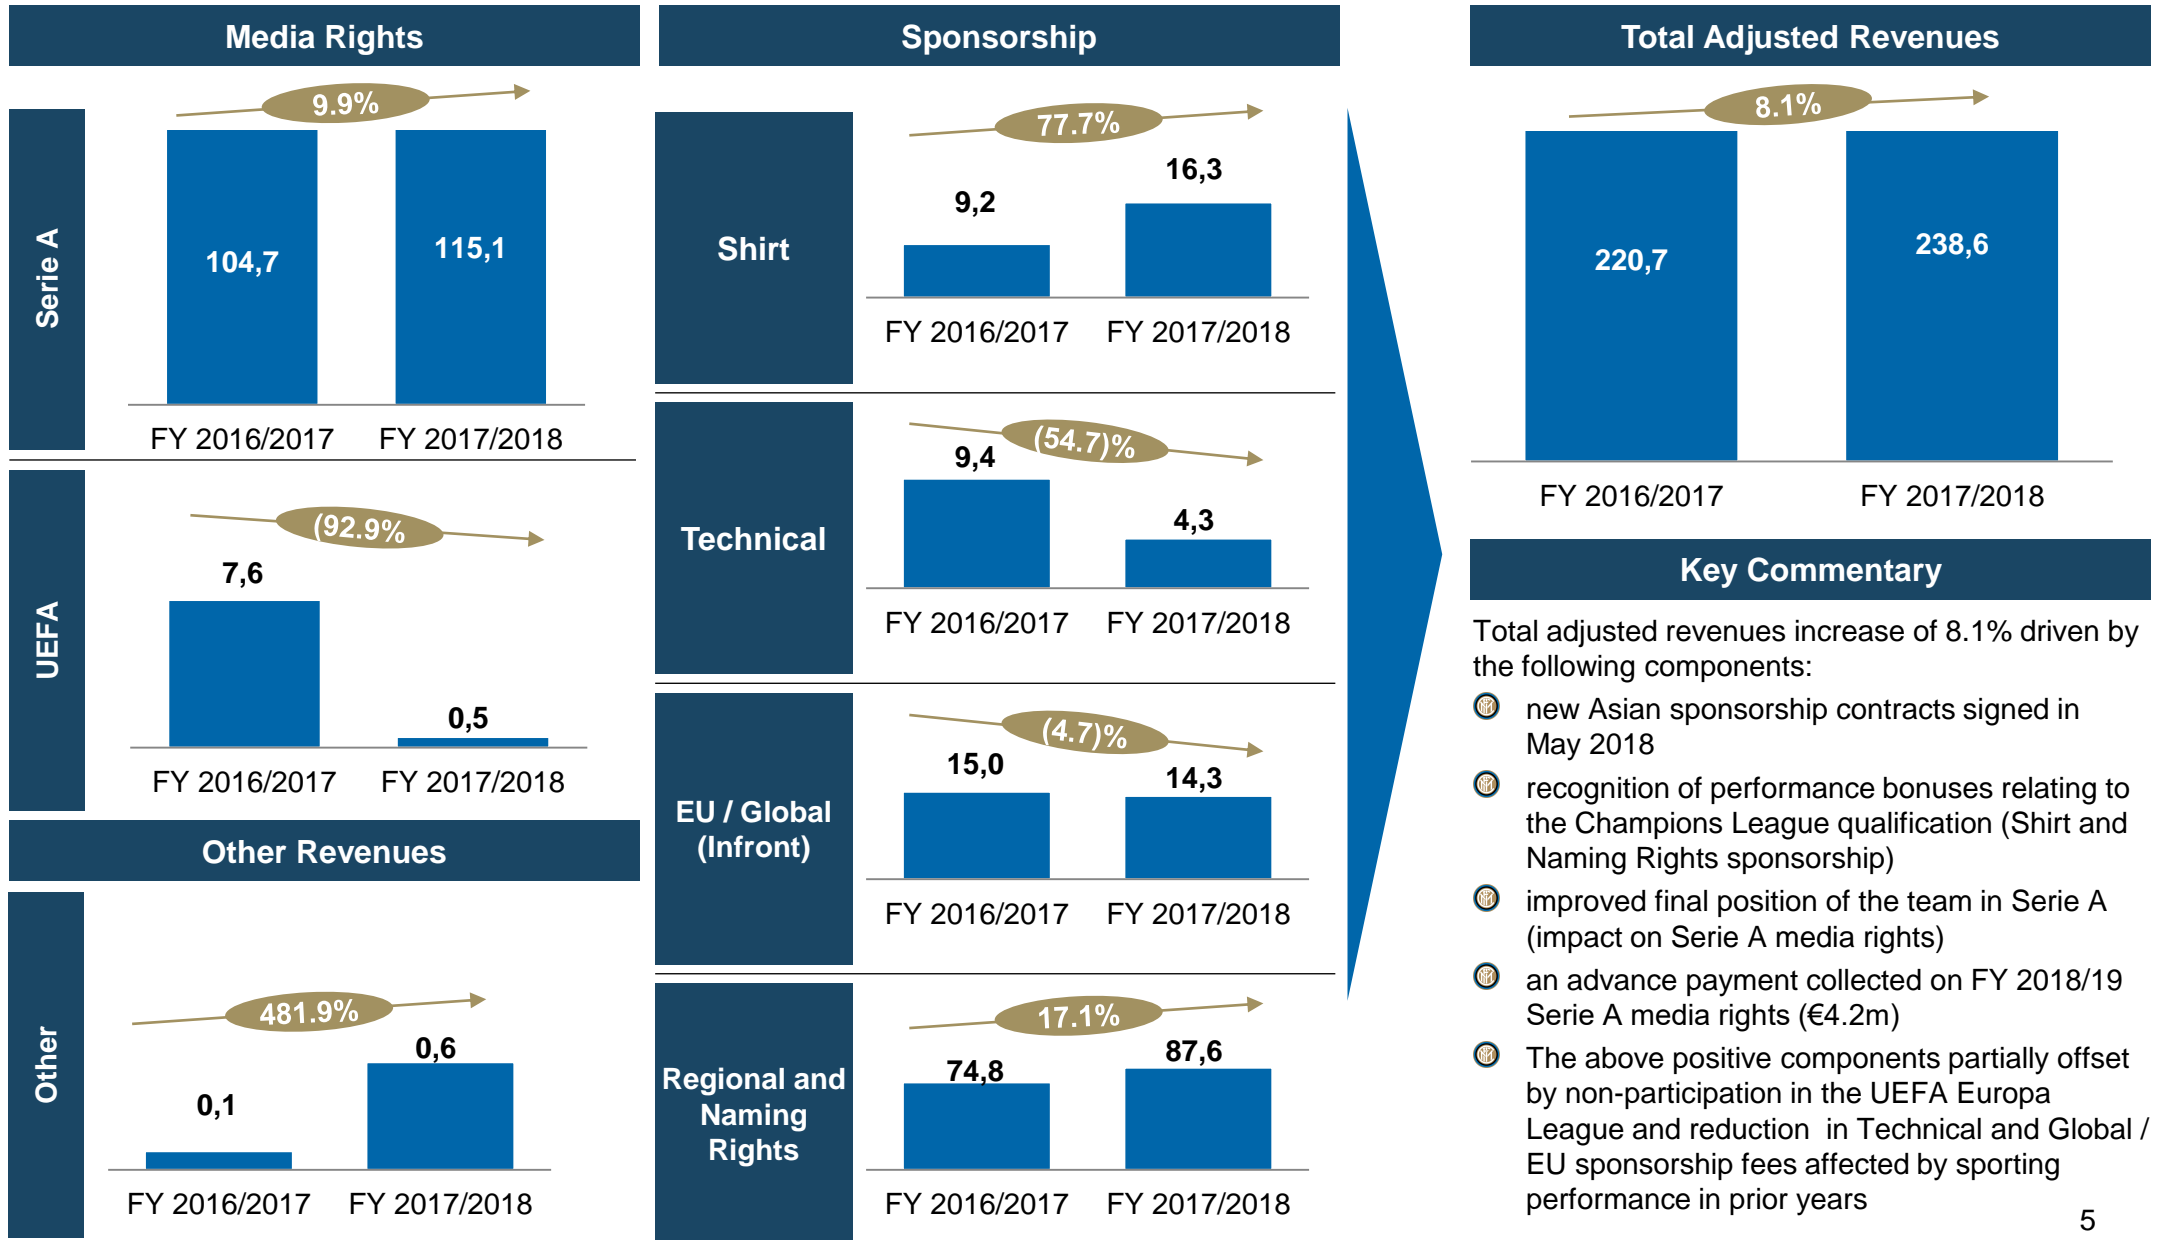 Media Rights
Serie A
9.9%
104,7
115,1
FY 2016/2017
FY 2017/2018
UEFA
(92.9%
7,6
0,5
FY 2016/2017
FY 2017/2018
Other Revenues
Other
481.9%
0,1
0,6
FY 2016/2017
FY 2017/2018
Sponsorship
Shirt
77.7%
9,2
16,3
FY 2016/2017
FY 2017/2018
Technical
(54.7)%
9,4
4,3
FY 2016/2017
FY 2017/2018
EU / Global
(Infront)
(4.7)%
15,0
14,3
FY 2016/2017
FY 2017/2018
Regional and
Naming
Rights
17.1%
74,8
87,6
FY 2016/2017
FY 2017/2018
Total Adjusted Revenues
8.1%
220,7
238,6
FY 2016/2017
FY 2017/2018
Key Commentary
Total adjusted revenues increase of 8.1% driven by
the following components:
new Asian sponsorship contracts signed in
May 2018
recognition of performance bonuses relating to
the Champions League qualification (Shirt and
Naming Rights sponsorship)
improved final position of the team in Serie A
(impact on Serie A media rights)
an advance payment collected on FY 2018/19
Serie A media rights (€4.2m)
The above positive components partially offset
by non-participation in the UEFA Europa
League and reduction  in Technical and Global /
EU sponsorship fees affected by sporting
performance in prior years
5